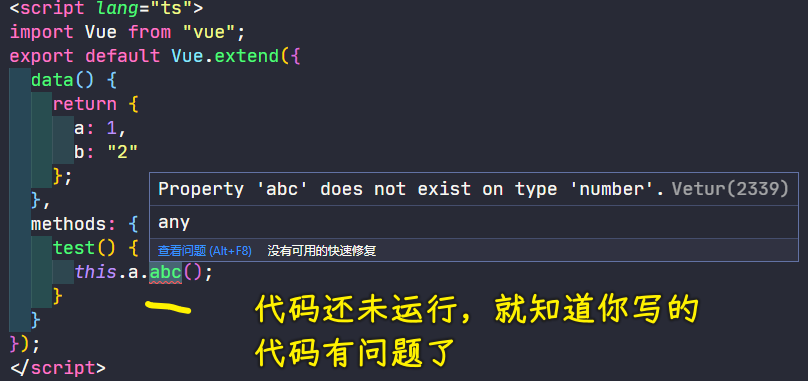 <script lang="ts">
import Vue from "vue";
export default Vue.extend({
data() {
return {
a: 1,
b: "2"
};
},
methods: {
test() {
this.a.abc();
}
}
});
</script>
Property 'abc' does not exist on type 'number'. Vetur(2339)
any
查看问题 (Alt+F8) 没有可用的快速修复
代码还未运行，就知道你写的
代码有问题了